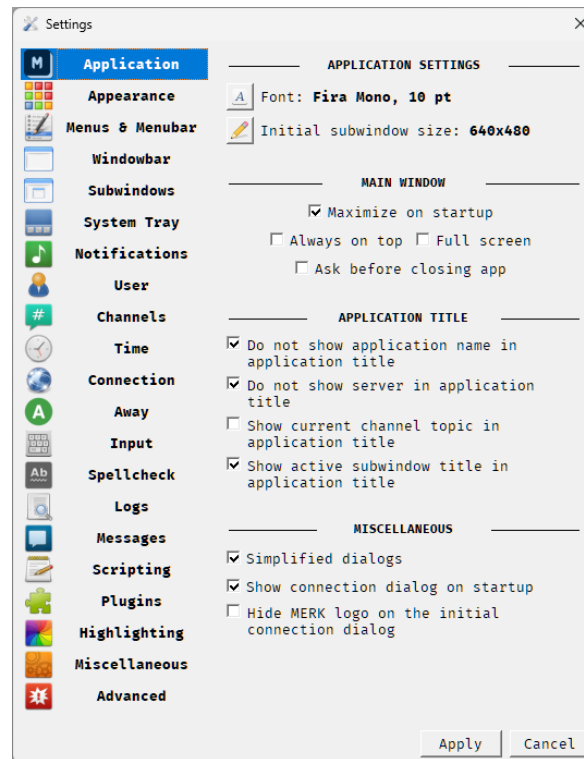 Settings
Application
Appearance
Menus & Menubar
Windowbar
Subwindows
System Tray
Notifications
User
Channels
Time
Connection
Away
Input
Spellcheck
Logs
Messages
Scripting
Plugins
Highlighting
Miscellaneous
Advanced
APPLICATION SETTINGS
Font: Fira Mono, 10 pt
Initial subwindow size: 640x480
MAIN WINDOW
Maximize on startup
Always on top Full screen
Ask before closing app
APPLICATION TITLE
Do not show application name in
application title
Do not show server in application
title
Show current channel topic in
application title
Show active subwindow title in
application title
MISCELLANEOUS
Simplified dialogs
Show connection dialog on startup
Hide MERK logo on the initial
connection dialog
Apply Cancel